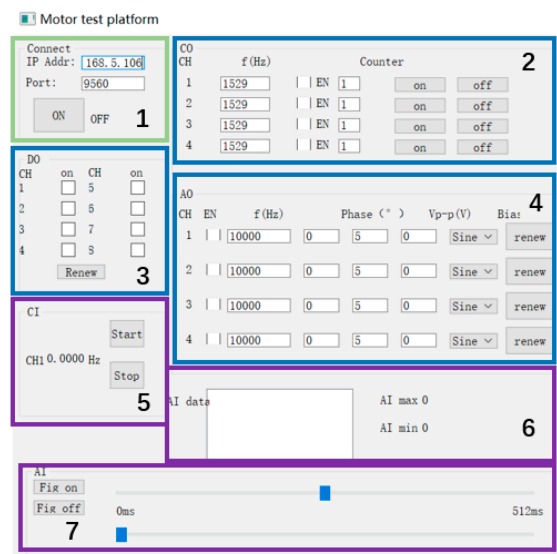 Motor test platform
Connect
IP Addr: 168.5.106
Port: 9560
ON OFF 1
CO 2
CH f(Hz) Counter
1 1529 EN 1 on off
2 1529 EN 1 on off
3 1529 EN 1 on off
4 1529 EN 1 on off
DO
CH on CH on
1 5
2 6
3 7
4 8
Renew 3
AO 4
CH EN f(Hz) Phase (°) Vp-p(V) Bias
1 10000 0 5 0 Sine renew
2 10000 0 5 0 Sine renew
3 10000 0 5 0 Sine renew
4 10000 0 5 0 Sine renew
CI
Start
CH1 0.0000 Hz
Stop
5
AI data AI max 0
AI min 0 6
AI
Fig on
Fig off 0ms 512ms
7